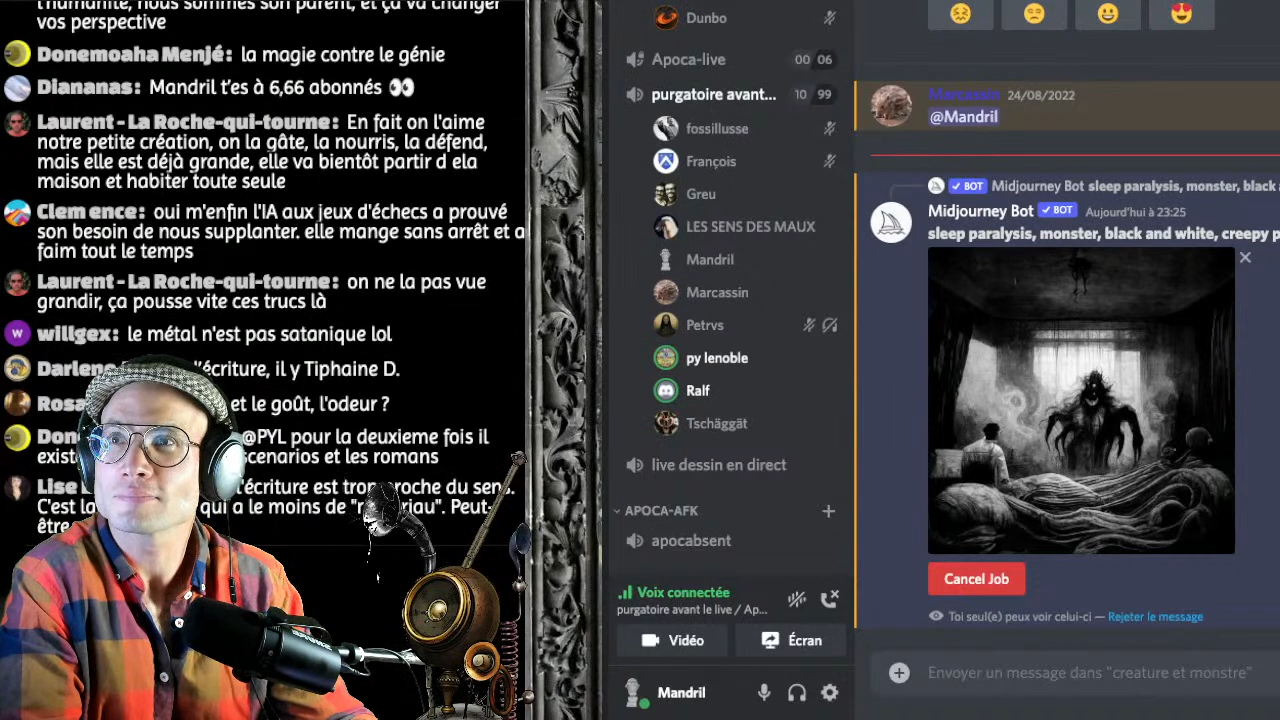 l'humanité, nous sommes son parent, et ça va changer
vos perspective
Donemoaha Menjé: la magie contre le génie
Diananas: Mandril t'es à 6,66 abonnés 👀
Laurent - La Roche-qui-tourne: En fait on l'aime
notre petite création, on la gâte, la nourris, la défend,
mais elle est déjà grande, elle va bientôt partir d ela
maison et habiter toute seule
Clem ence: oui m'enfin l'IA aux jeux d'échecs a prouvé
son besoin de nous supplanter. elle mange sans arrêt et a
faim tout le temps
Laurent - La Roche-qui-tourne: on ne la pas vue
grandir, ça pousse vite ces trucs là
W
willgex: le métal n'est pas satanique lol
Darlene l'écriture, il y Tiphaine D.
Rosa et le goût, l'odeur ?
Don @PYL pour la deuxieme fois il
exist scenarios et les romans
Lise l'écriture est trop proche du sens.
C'est la qui a le moins de Peut-
être
Dunbo
Apoca-live 00 06
purgatoire avant... 10 99
fossillusse
François
Greu
LES SENS DES MAUX
Mandril
Marcassin
Petrvs
py lenoble
Ralf
Tschäggät
live dessin en direct
APOCA-AFK
apocabsent
Voix connectée
purgatoire avant le live / Ap...
Vidéo
Écran
Mandril
Marcassin 24/08/2022
@Mandril
BOT Midjourney Bot sleep paralysis, monster, black
Midjourney Bot BOT Aujourd'hui à 23:25
sleep paralysis, monster, black and white, creepy p
Cancel Job
Toi seul(e) peux voir celui-ci — Rejeter le message
Envoyer un message dans "creature et monstre"